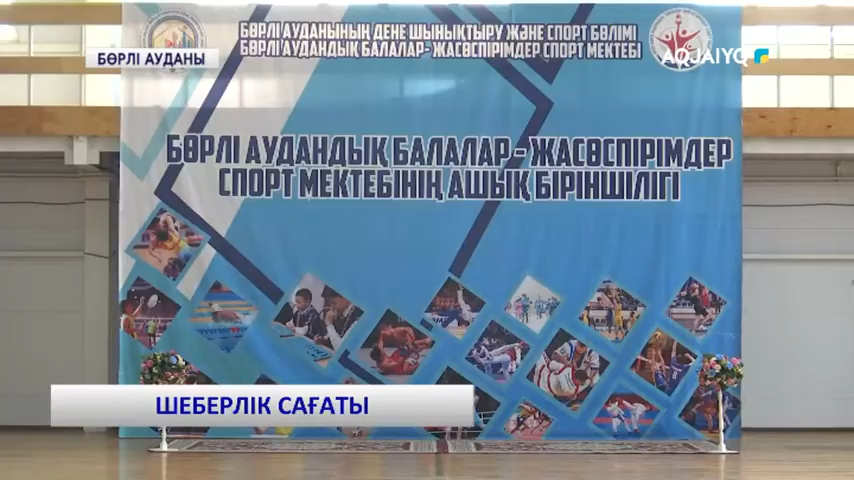 БӨРЛІ АУДАНЫНЫҢ ДЕНЕ ШЫНЫҚТЫРУ ЖӘНЕ СПОРТ БӨЛІМІ
БӨРЛІ АУДАНДЫҚ БАЛАЛАР- ЖАСӨСПІРІМДЕР СПОРТ МЕКТЕБІ
БӨРЛІ АУДАНЫ
AQJAIYQ
БӨРЛІ АУДАНДЫҚ БАЛАЛАР - ЖАСӨСПІРІМДЕР
СПОРТ МЕКТЕБІНІҢ АШЫҚ БІРІНШІЛІГІ
ШЕБЕРЛІК САҒАТЫ